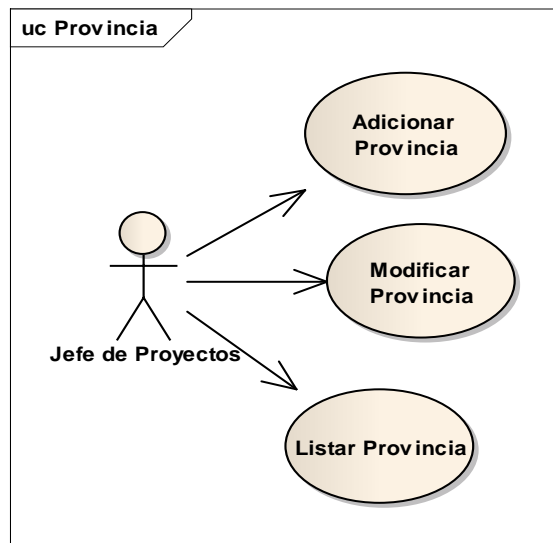 uc Provincia
Adicionar
Provincia
Modificar
Provincia
Jefe de Proyectos
Listar Provincia